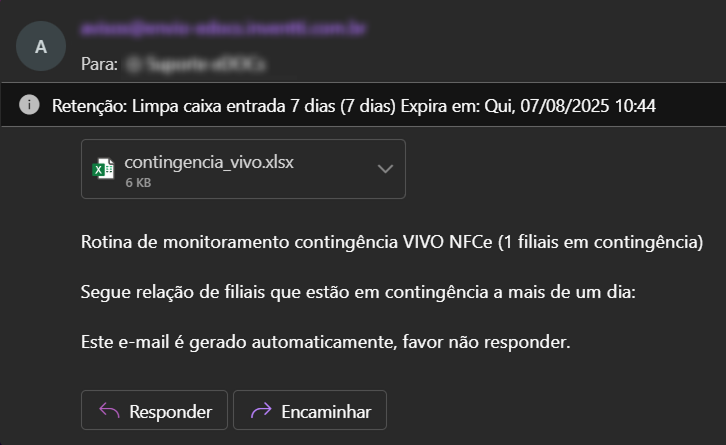 A
Para:
Retenção: Limpa caixa entrada 7 dias (7 dias) Expira em: Qui, 07/08/2025 10:44
contingencia_vivo.xlsx
6 KB
Rotina de monitoramento contingência VIVO NFCe (1 filiais em contingência)
Segue relação de filiais que estão em contingência a mais de um dia:
Este e-mail é gerado automaticamente, favor não responder.
Responder
Encaminhar